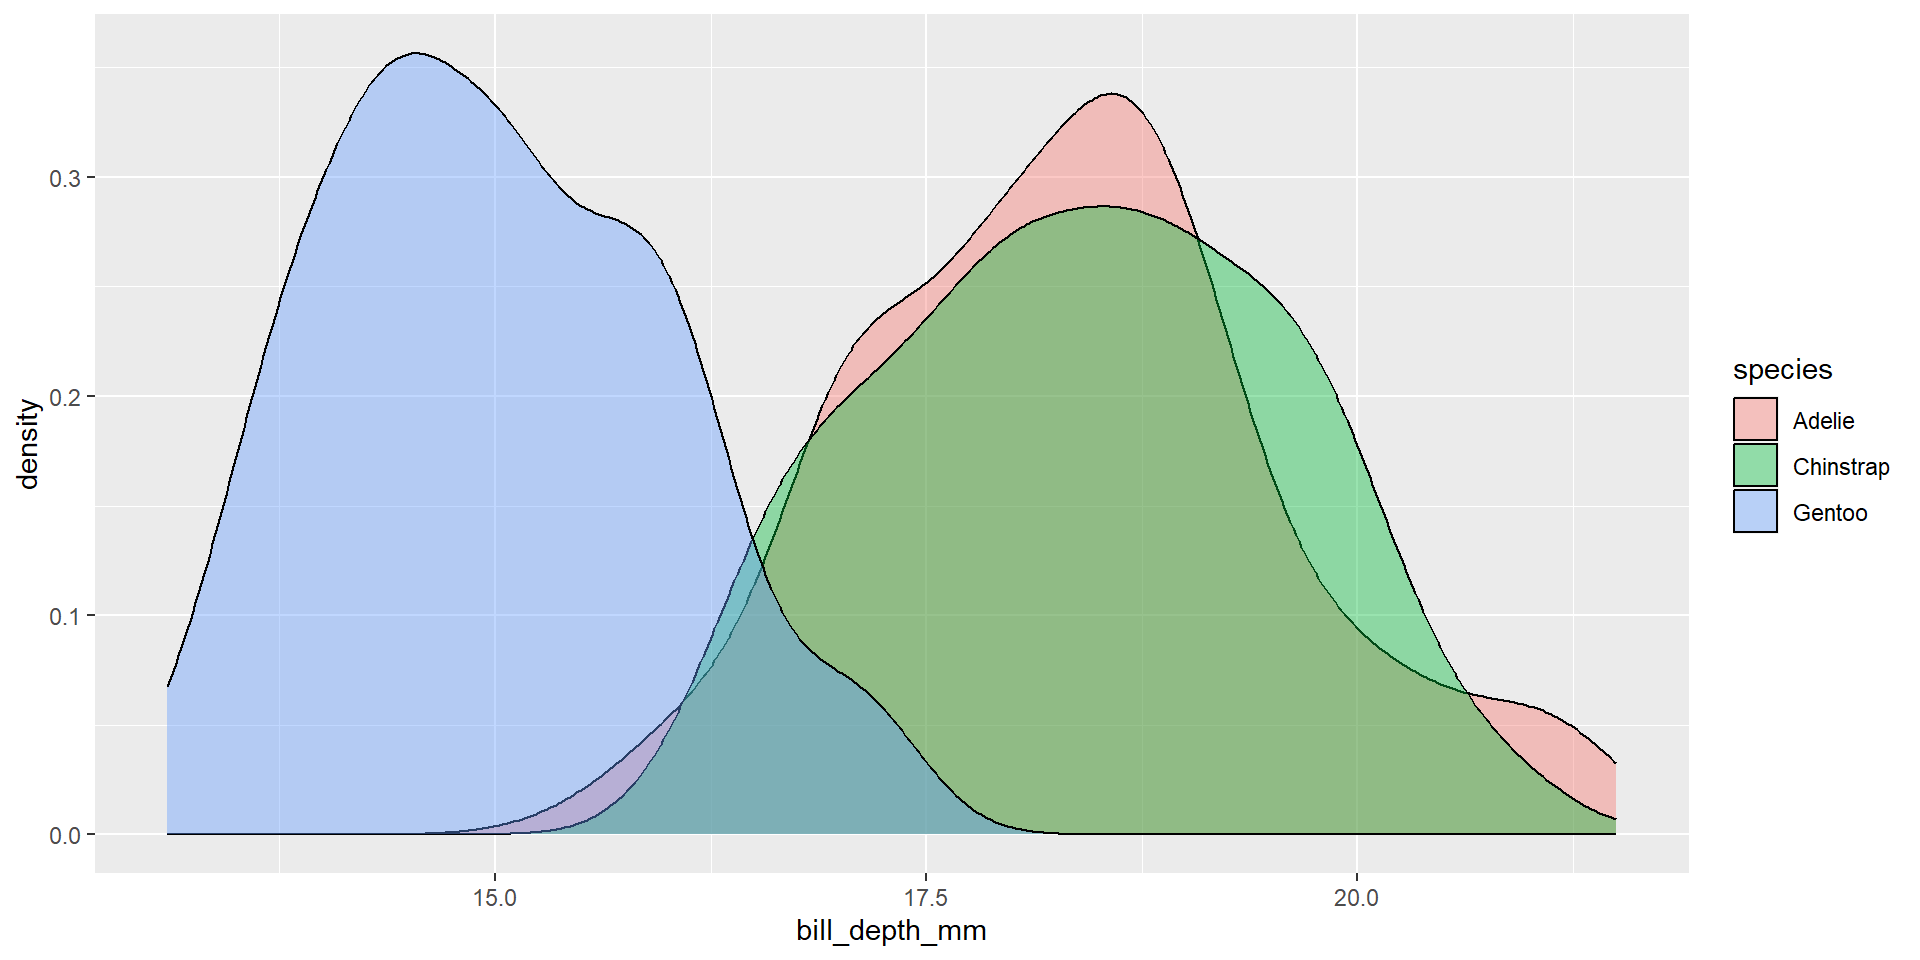 0.3
0.2
0.1
0.0
density
15.0
17.5
20.0
bill_depth_mm
species
Adelie
Chinstrap
Gentoo